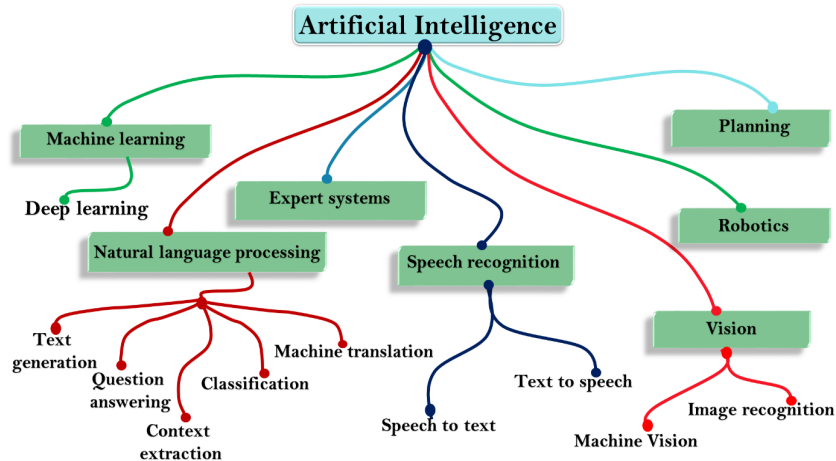 Artificial Intelligence
Machine learning
Planning
Deep learning
Expert systems
Robotics
Natural language processing
Speech recognition
Vision
Text
generation
Question
answering
Context
extraction
Classification
Machine translation
Speech to text
Text to speech
Machine Vision
Image recognition